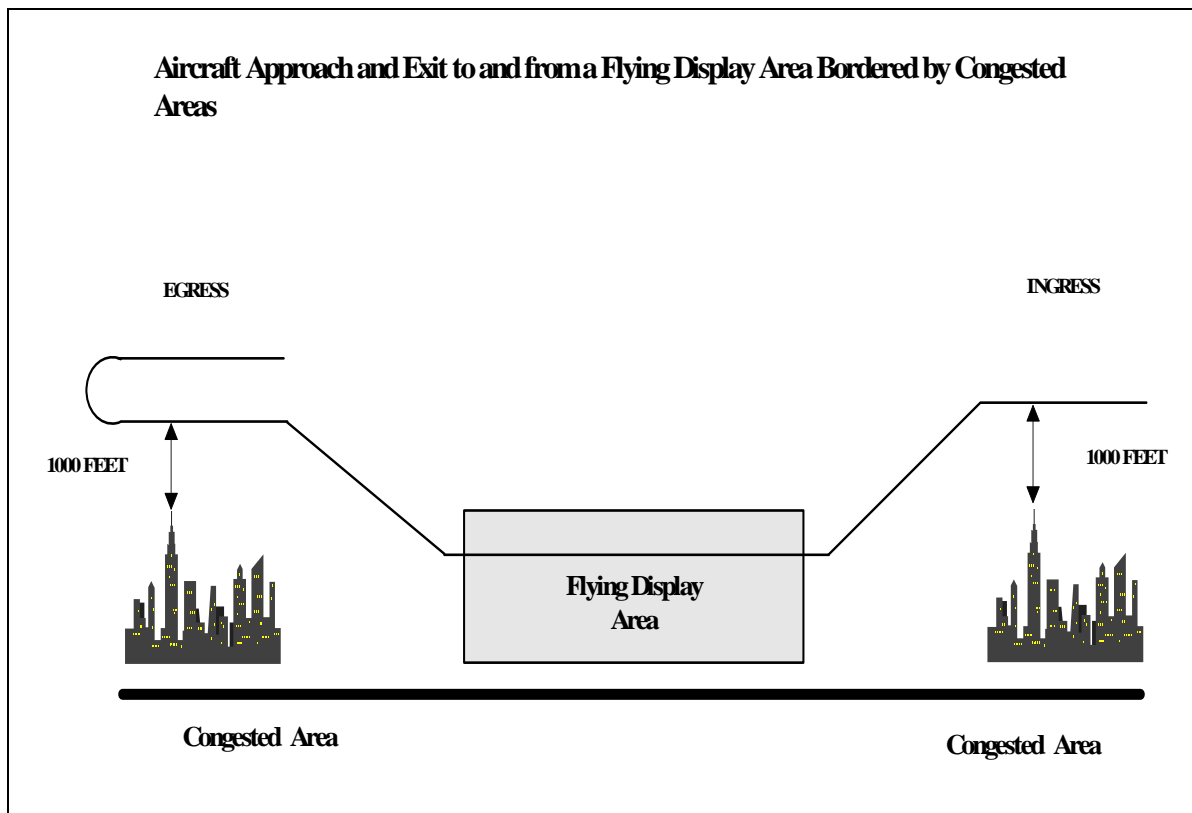 Aircraft Approach and Exit to and from a Flying Display Area Bordered by Congested
Areas
EGRESS
INGRESS
1000 FEET
1000 FEET
Flying Display
Area
Congested Area
Congested Area